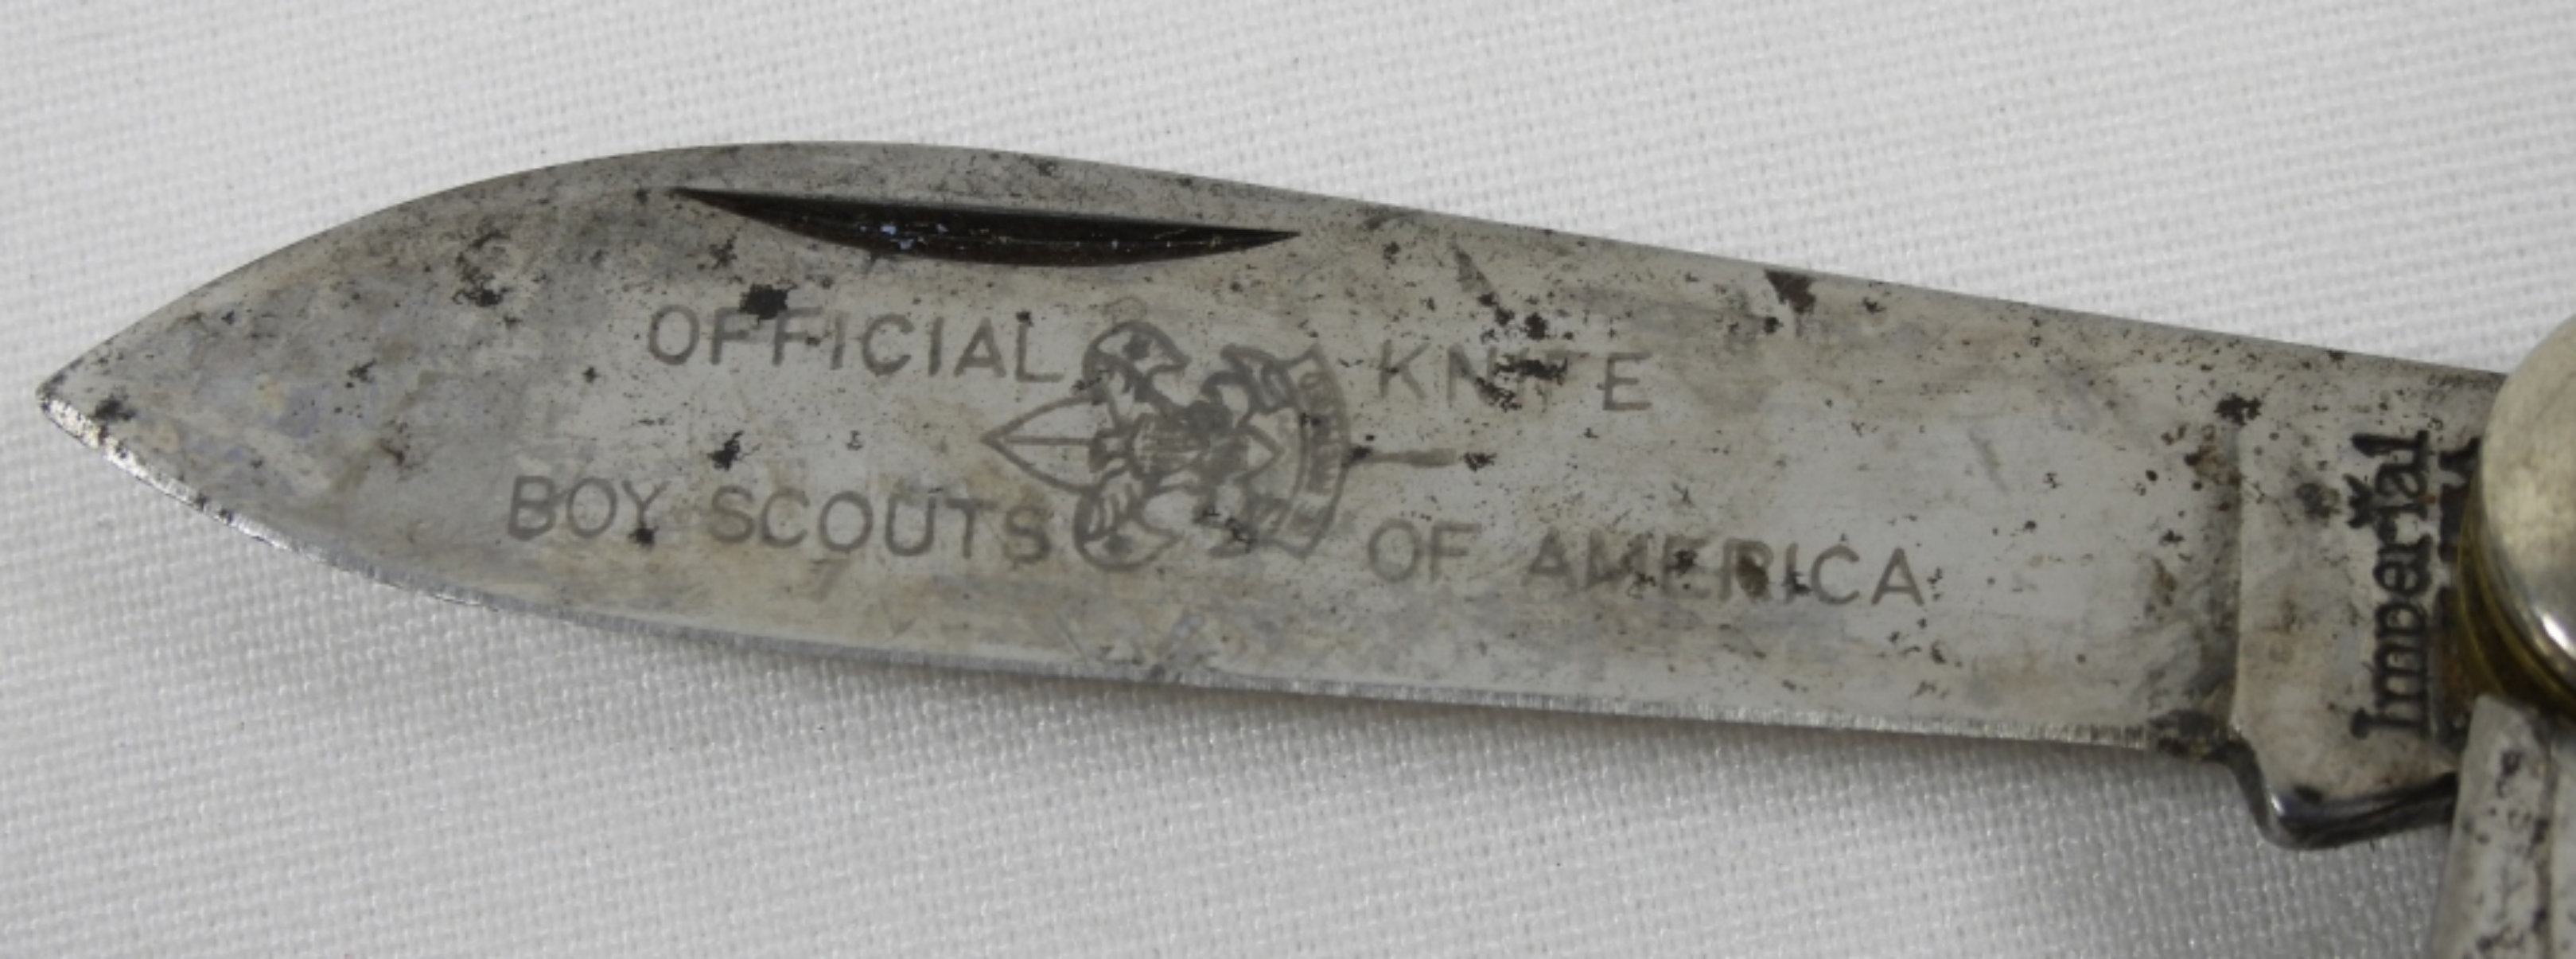 OFFICIAL KNIFE
BOY SCOUTS OF AMERICA
Imperial